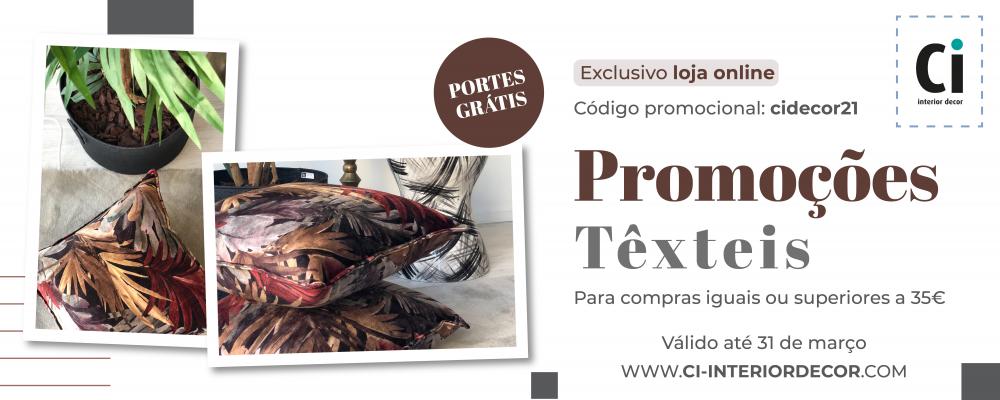 PORTES
GRÁTIS
Exclusivo loja online
Código promocional: cidecor21
Ci
interior decor
Promoções
Têxteis
Para compras iguais ou superiores a 35€
Válido até 31 de março
WWW.CI-INTERIORDECOR.COM